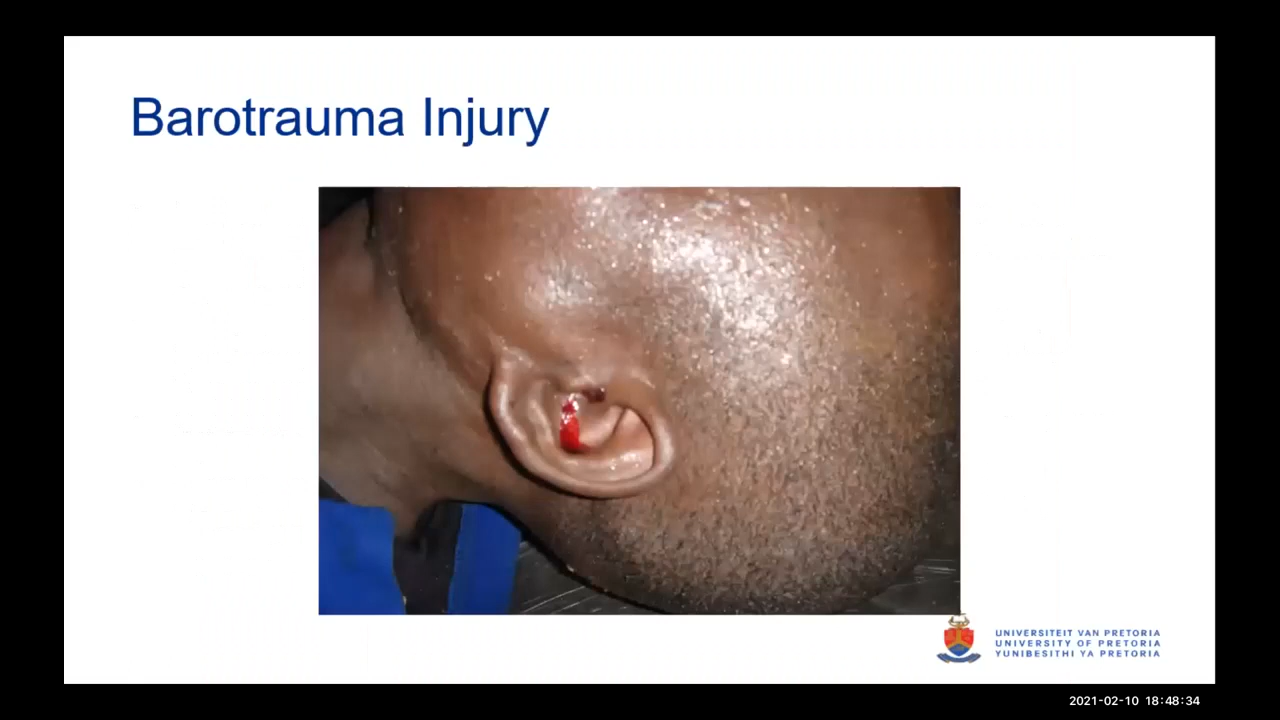 Barotrauma Injury
UNIVERSITEIT VAN PRETORIA
UNIVERSITY OF PRETORIA
YUNIBESITHI YA PRETORIA
2021-02-10 18:48:34